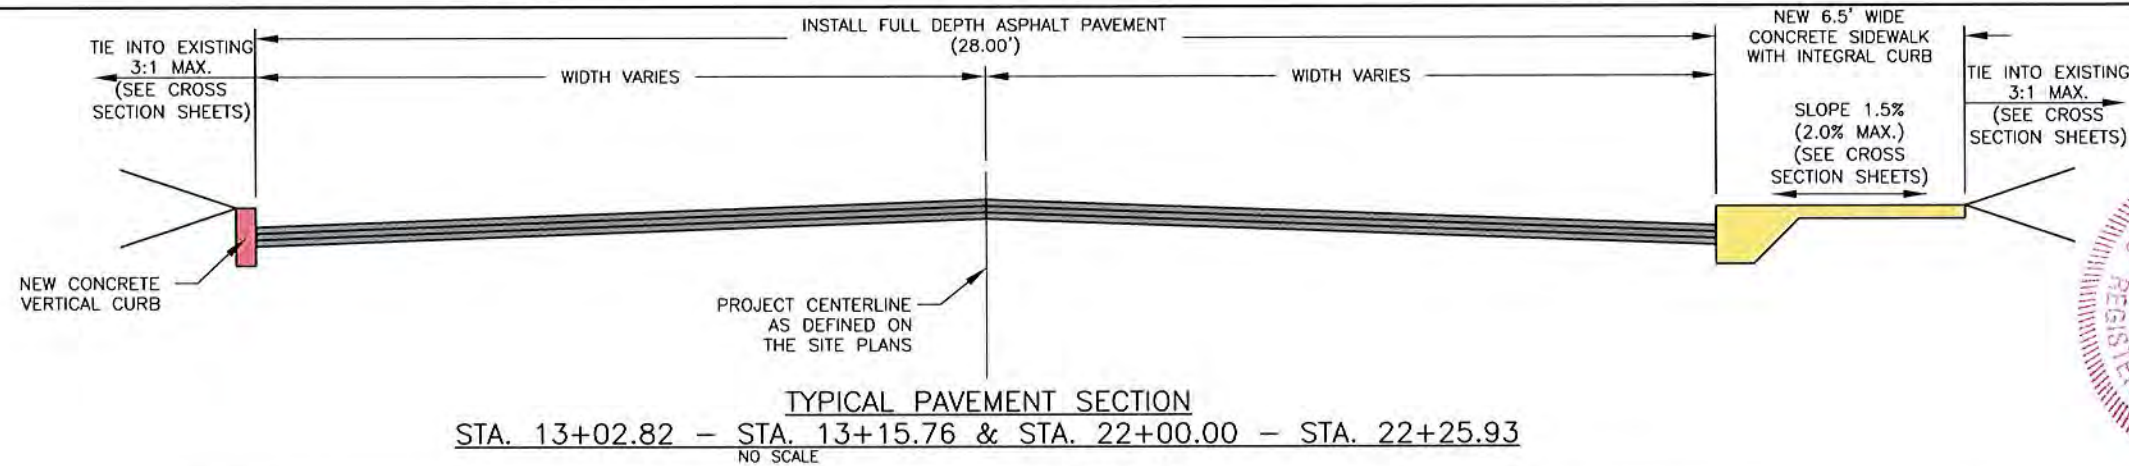 INSTALL FULL DEPTH ASPHALT PAVEMENT
(28.00')
TIE INTO EXISTING
3:1 MAX.
(SEE CROSS
SECTION SHEETS)
WIDTH VARIES
WIDTH VARIES
NEW 6.5' WIDE
CONCRETE SIDEWALK
WITH INTEGRAL CURB
SLOPE 1.5%
(2.0% MAX.)
(SEE CROSS
SECTION SHEETS)
TIE INTO EXISTING
3:1 MAX.
(SEE CROSS
SECTION SHEETS)
NEW CONCRETE
VERTICAL CURB
PROJECT CENTERLINE
AS DEFINED ON
THE SITE PLANS
TYPICAL PAVEMENT SECTION
STA. 13+02.82 – STA. 13+15.76 & STA. 22+00.00 – STA. 22+25.93
NO SCALE